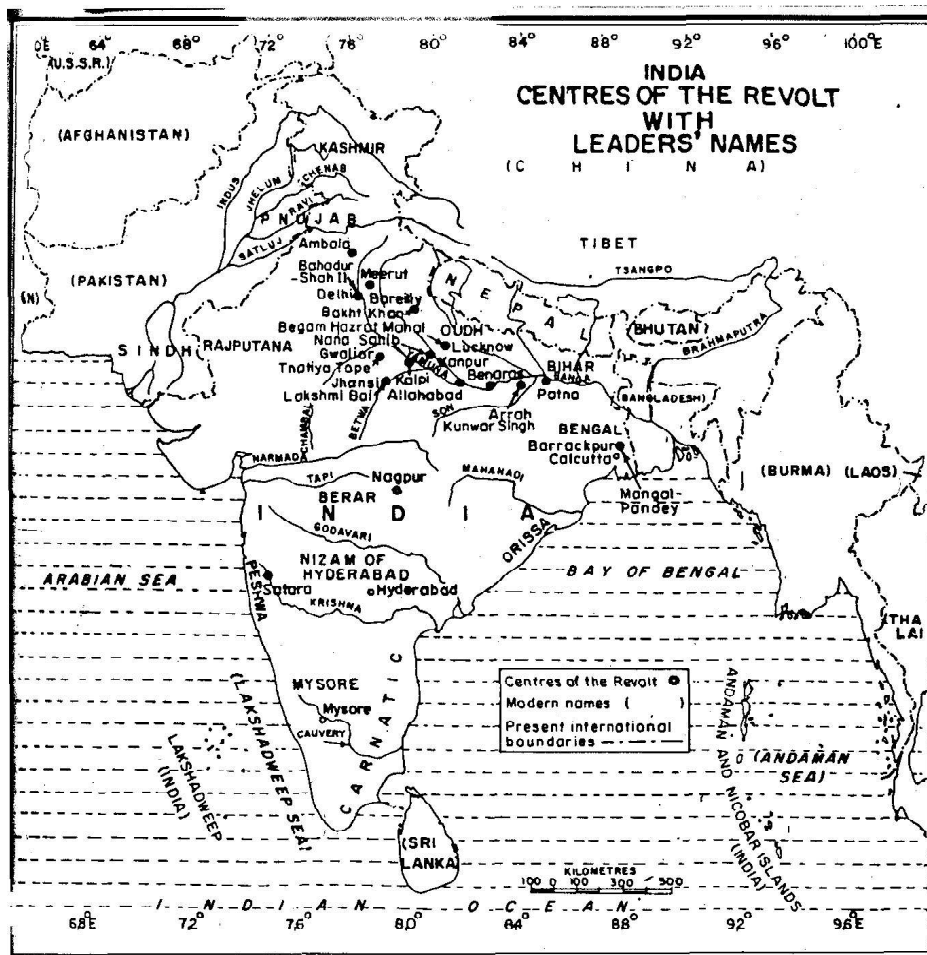 0E 64° 68° 72° 76° 80° 84° 88° 92° 96° 100°E
(U.S.S.R.)
INDIA
CENTRES OF THE REVOLT
WITH
LEADERS' NAMES
(AFGHANISTAN)
KASHMIR
(C H I N A)
INDUS
JHELUM
CHENAB
RAVI
PNUJAB
SATLUJ
TIBET
TSANGPO
(PAKISTAN)
N)
Ambala
Bahadur
-Shah II
Meerut
Delhi
Bareilly
Bakht Khan
NEPAL
BHUTAN)
BRAHMAPUTRA
Begam Hazrat Mahal
OUDH
Lucknow
SINDH
RAJPUTANA
Nana Sahib
Kanpur
Gwalior
Thatya Tope
Jhansi
Kalpi
Lakshmi Bai
Allahabad
Benaras
BIHAR
Patna
Arrah
Kunwar Singh
(BANGLADESH)
CHAMBAL
BETWA
SON
BENGAL
Barrackpur
Calcutta
Mangal-
Pandey
(BURMA)
(LAOS)
NARMADA
TAPI
Nagpur
BERAR
MAHANADI
INDIA
GODAVARI
ORISSA
NIZAM OF
HYDERABAD
Hyderabad
ARABIAN SEA
BAY OF BENGAL
PESHWA
Satara
KRISHNA
(THA
LAI
MYSORE
Mysore
CAUVERY
CARNATIC
Centres of the Revolt
Modern names ( )
Present international
boundaries
LAKSHADWEEP
(INDIA)
(LAKSHADWEEP SEA)
ANDAMAN AND NICOBAR ISLANDS
(INDIA)
(ANDAMAN
SEA)
(SRI
LANKA)
KILOMETRES
100 0 100 300 500
INDIAN OCEAN
68° 72° 76° 80° 84° 88° 92° 96°